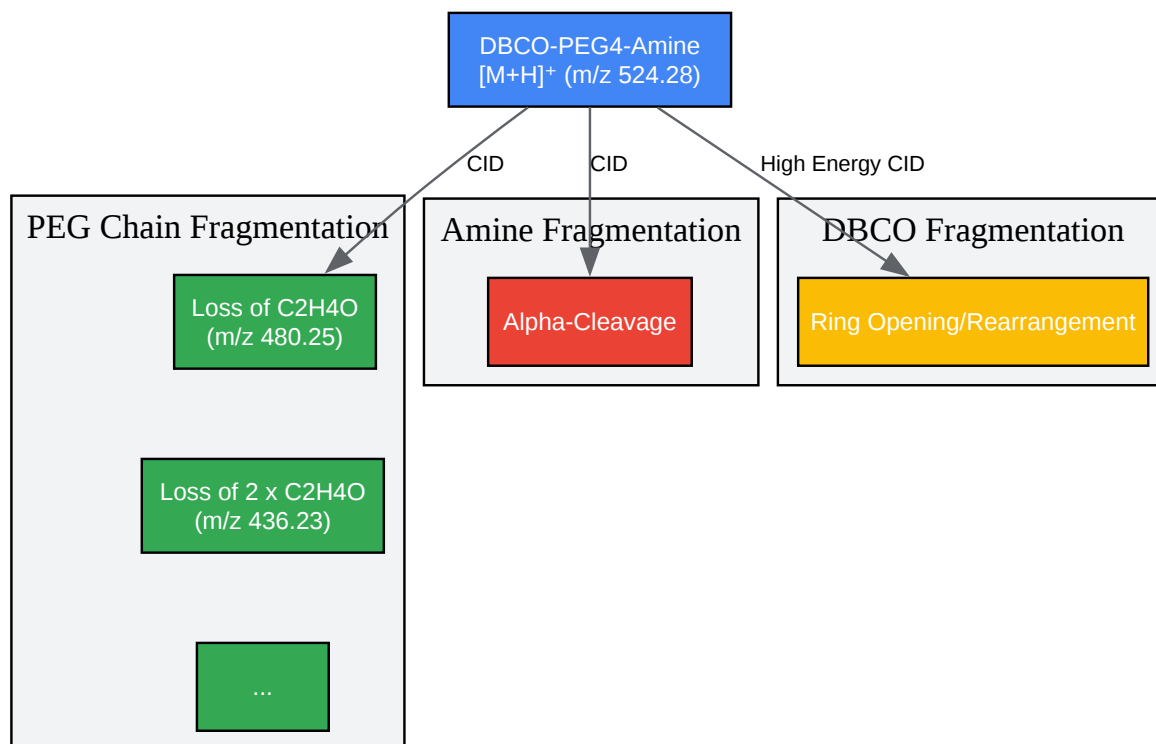 DBCO-PEG4-Amine
[M+H]⁺ (m/z 524.28)
CID
CID
High Energy CID
PEG Chain Fragmentation
Amine Fragmentation
DBCO Fragmentation
Loss of C2H4O
(m/z 480.25)
Alpha-Cleavage
Ring Opening/Rearrangement
Loss of 2 x C2H4O
(m/z 436.23)
...